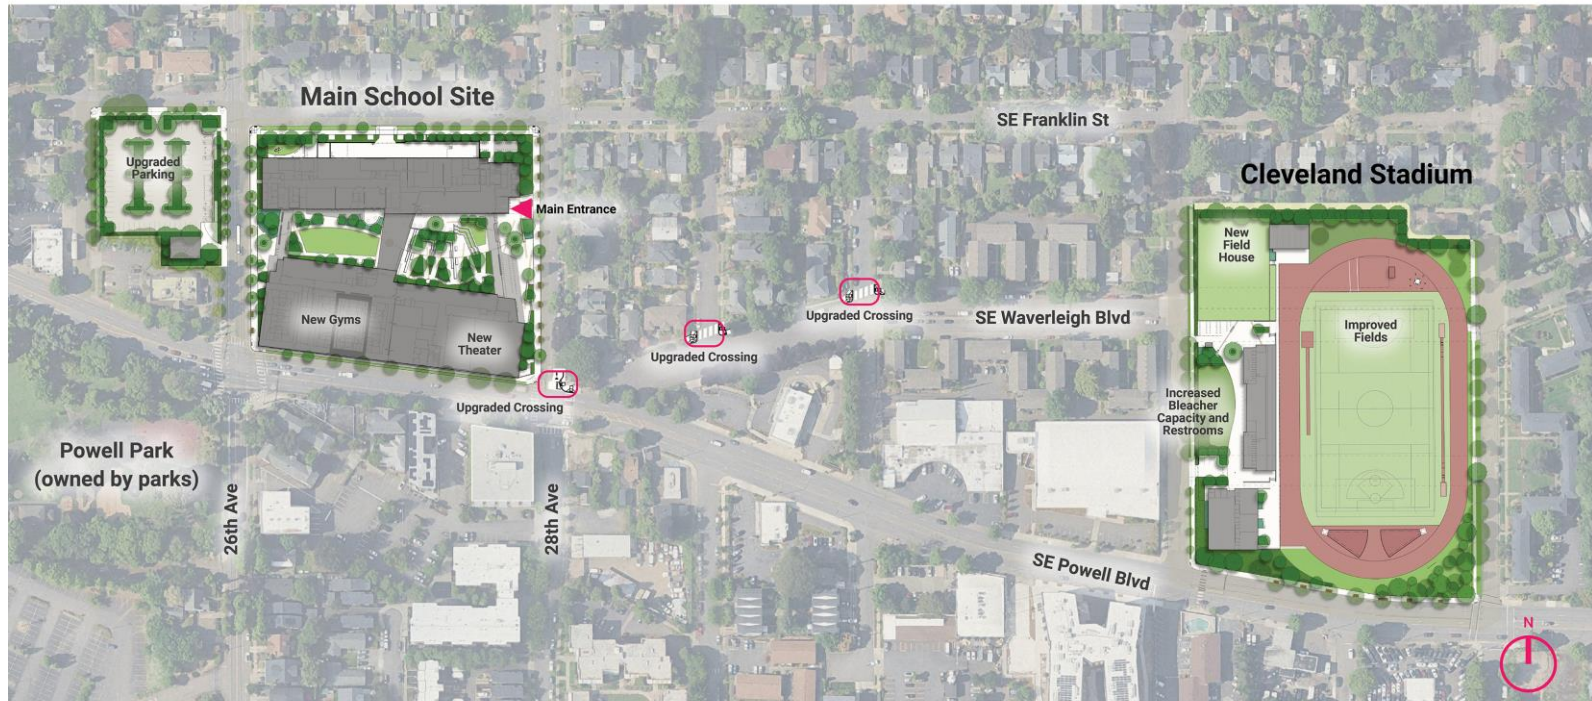 Main School Site
SE Franklin St
Upgraded
Parking
Cleveland Stadium
Main Entrance
New
Field
House
Upgraded Crossing
SE Waverleigh Blvd
New Gyms
New
Theater
Improved
Fields
Upgraded Crossing
Upgraded Crossing
Increased
Bleacher
Capacity and
Restrooms
Powell Park
(owned by parks)
26th Ave
28th Ave
SE Powell Blvd
N